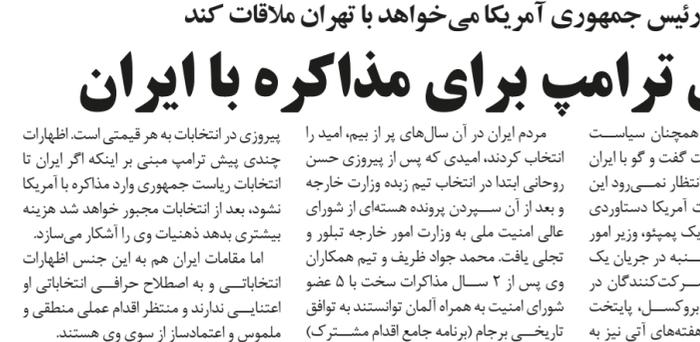 رئیس جمهوری آمریکا می‌خواهد با تهران ملاقات کند
ترامپ برای مذاکره با ایران
همچنان سیاست
گفت و گو با ایران
انتظار نمی‌رود این
آمریکا دستاوردی
یک پمپئو، وزیر امور
در جریان یک
شرکت‌کنندگان در
بروکسل، پایتخت
هفته‌های آتی نیز به
مردم ایران در آن سال‌های پر از بیم، امید را
انتخاب کردند، امیدی که پس از پیروزی حسن
روحانی ابتدا در انتخاب تیم زبده وزارت خارجه
و بعد از آن سپردن پرونده هسته‌ای از شورای
عالی امنیت ملی به وزارت امور خارجه تبلور و
تجلی یافت. محمد جواد ظریف و تیم همکاران
وی پس از ۲ سال مذاکرات سخت با ۵ عضو
شورای امنیت به همراه آلمان توانستند به توافق
تاریخی برجام (برنامه جامع اقدام مشترک)
پیروزی در انتخابات به هر قیمتی است. اظهارات
چندی پیش ترامپ مبنی بر اینکه اگر ایران تا
انتخابات ریاست جمهوری وارد مذاکره با آمریکا
نشود، بعد از انتخابات مجبور خواهد شد هزینه
بیشتری بدهد ذهنیات وی را آشکار می‌سازد.
اما مقامات ایران هم به این جنس اظهارات
انتخاباتی و به اصطلاح حرافی انتخاباتی او
اعتنایی ندارند و منتظر اقدام عملی منطقی و
ملموس و اعتمادساز از سوی وی هستند.